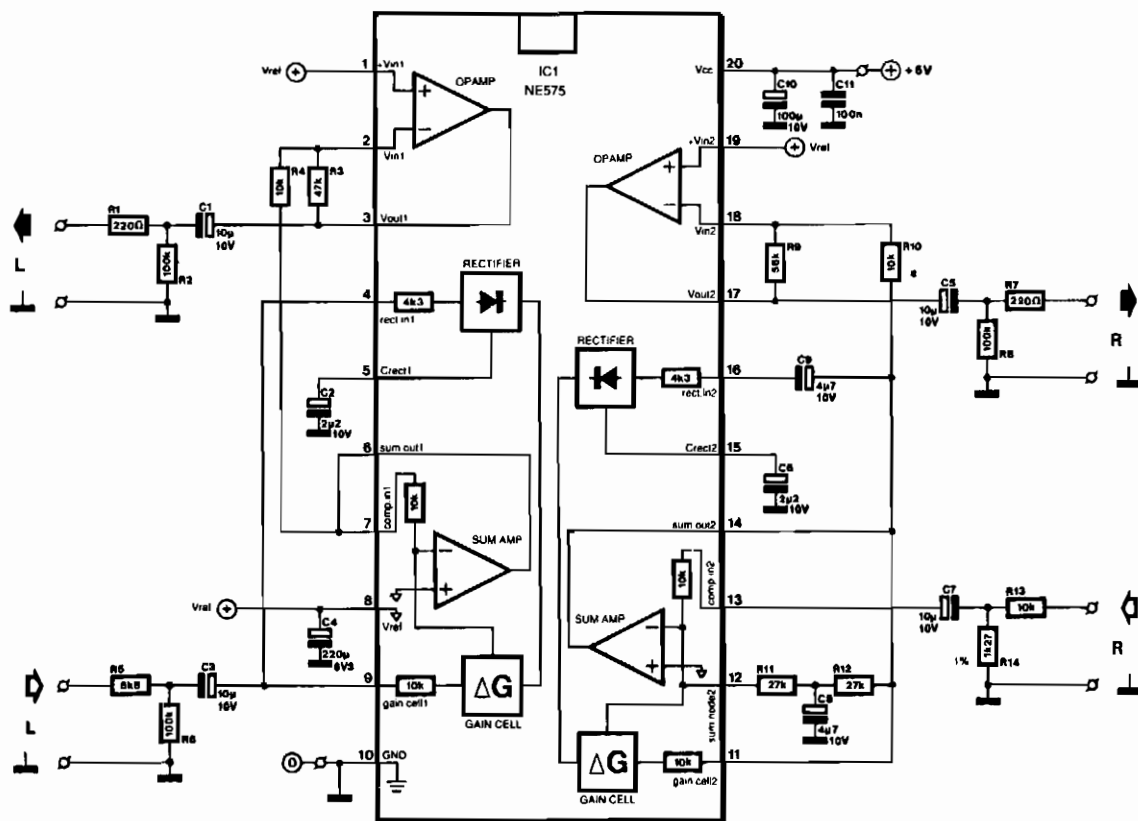 IC1
NE575
1
+Vin1
Vref
OPAMP
+
−
2
Vin1
R4
10k
R3
47k
3
Vout1
R1
220Ω
C1
10µ
10V
R2
100k
L
4
rect.in1
4k3
RECTIFIER
5
Crect1
C2
2µ2
10V
6
sum out1
7
comp.in1
10k
SUM AMP
−
+
8
Vref
Vref
C4
220µ
6V3
9
gain cell1
10k
ΔG
GAIN CELL
R5
C3
10µ
10V
R6
100k
L
10
GND
0
20
Vcc
C10
100µ
10V
C11
100n
19
+Vin2
Vref
OPAMP
+
−
18
Vin2
R9
R10
10k
17
Vout2
C5
10µ
10V
R7
220Ω
100k
R8
R
RECTIFIER
4k3
16
rect.in2
C9
4µ7
10V
15
Crect2
C6
2µ2
10V
14
sum out2
10k
comp.in2
13
C7
10µ
10V
R13
10k
1k27
1%
R14
R
SUM AMP
−
+
12
sum node2
R11
27k
R12
27k
4µ7
10V
11
gain cell2
10k
ΔG
GAIN CELL